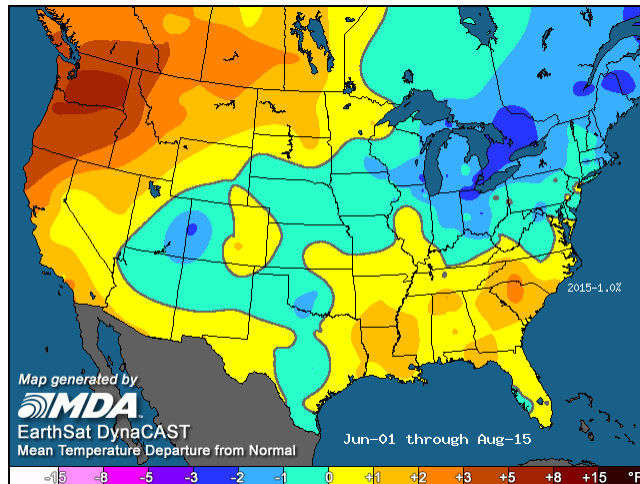 2015-1.0%
Map generated by
MDA
EarthSat DynaCAST
Mean Temperature Departure from Normal
Jun-01 through Aug-15
-15 -8 -5 -3 -2 -1 0 +1 +2 +3 +5 +8 +15 °F